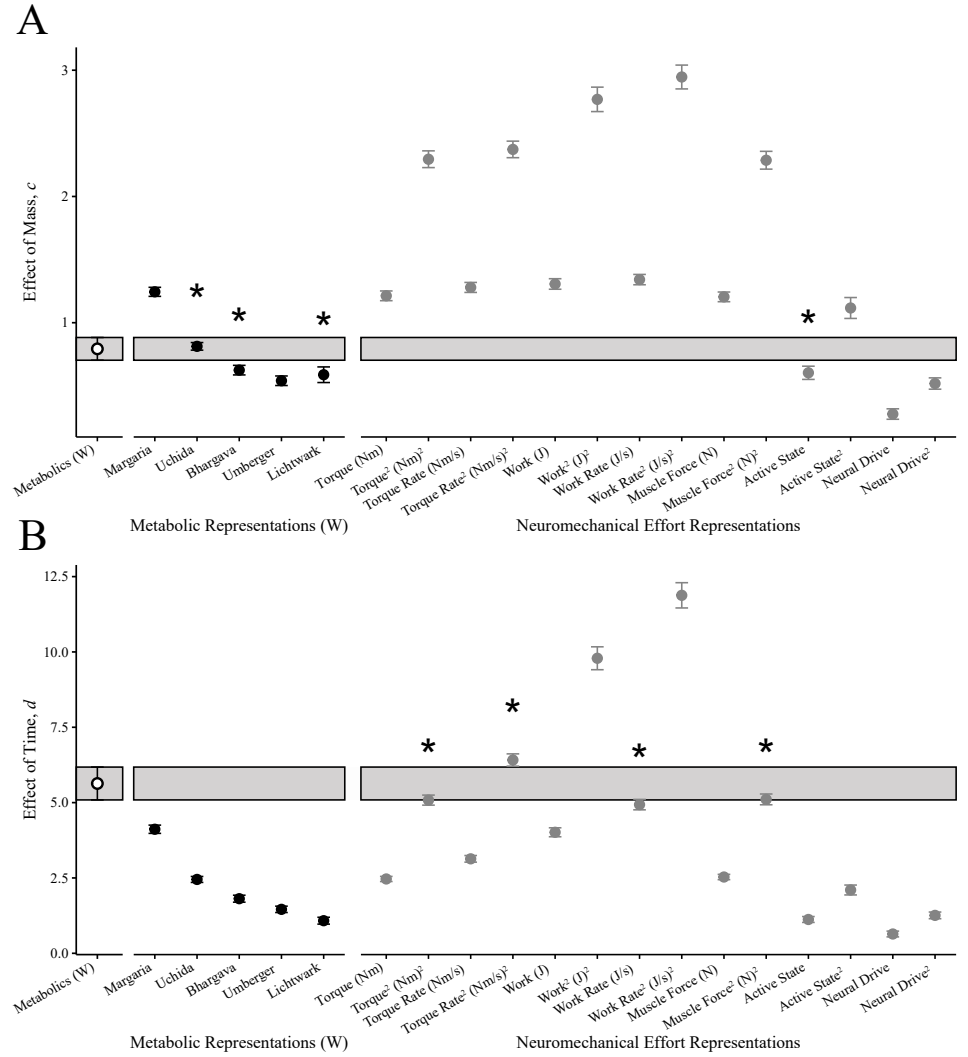 A
Effect of Mass, c
3
2
1
*
*
*
*
Metabolics (W)
Margaria
Uchida
Bhargava
Umberger
Lichtwark
Torque (Nm)
Torque² (Nm)²
Torque Rate (Nm/s)
Torque Rate² (Nm/s)²
Work (J)
Work² (J)²
Work Rate (J/s)
Work Rate² (J/s)²
Muscle Force (N)
Muscle Force² (N)²
Active State
Active State²
Neural Drive
Neural Drive²
Metabolic Representations (W)
Neuromechanical Effort Representations
B
Effect of Time, d
12.5
10.0
7.5
5.0
2.5
0.0
*
*
*
*
Metabolics (W)
Margaria
Uchida
Bhargava
Umberger
Lichtwark
Torque (Nm)
Torque² (Nm)²
Torque Rate (Nm/s)
Torque Rate² (Nm/s)²
Work (J)
Work² (J)²
Work Rate (J/s)
Work Rate² (J/s)²
Muscle Force (N)
Muscle Force² (N)²
Active State
Active State²
Neural Drive
Neural Drive²
Metabolic Representations (W)
Neuromechanical Effort Representations